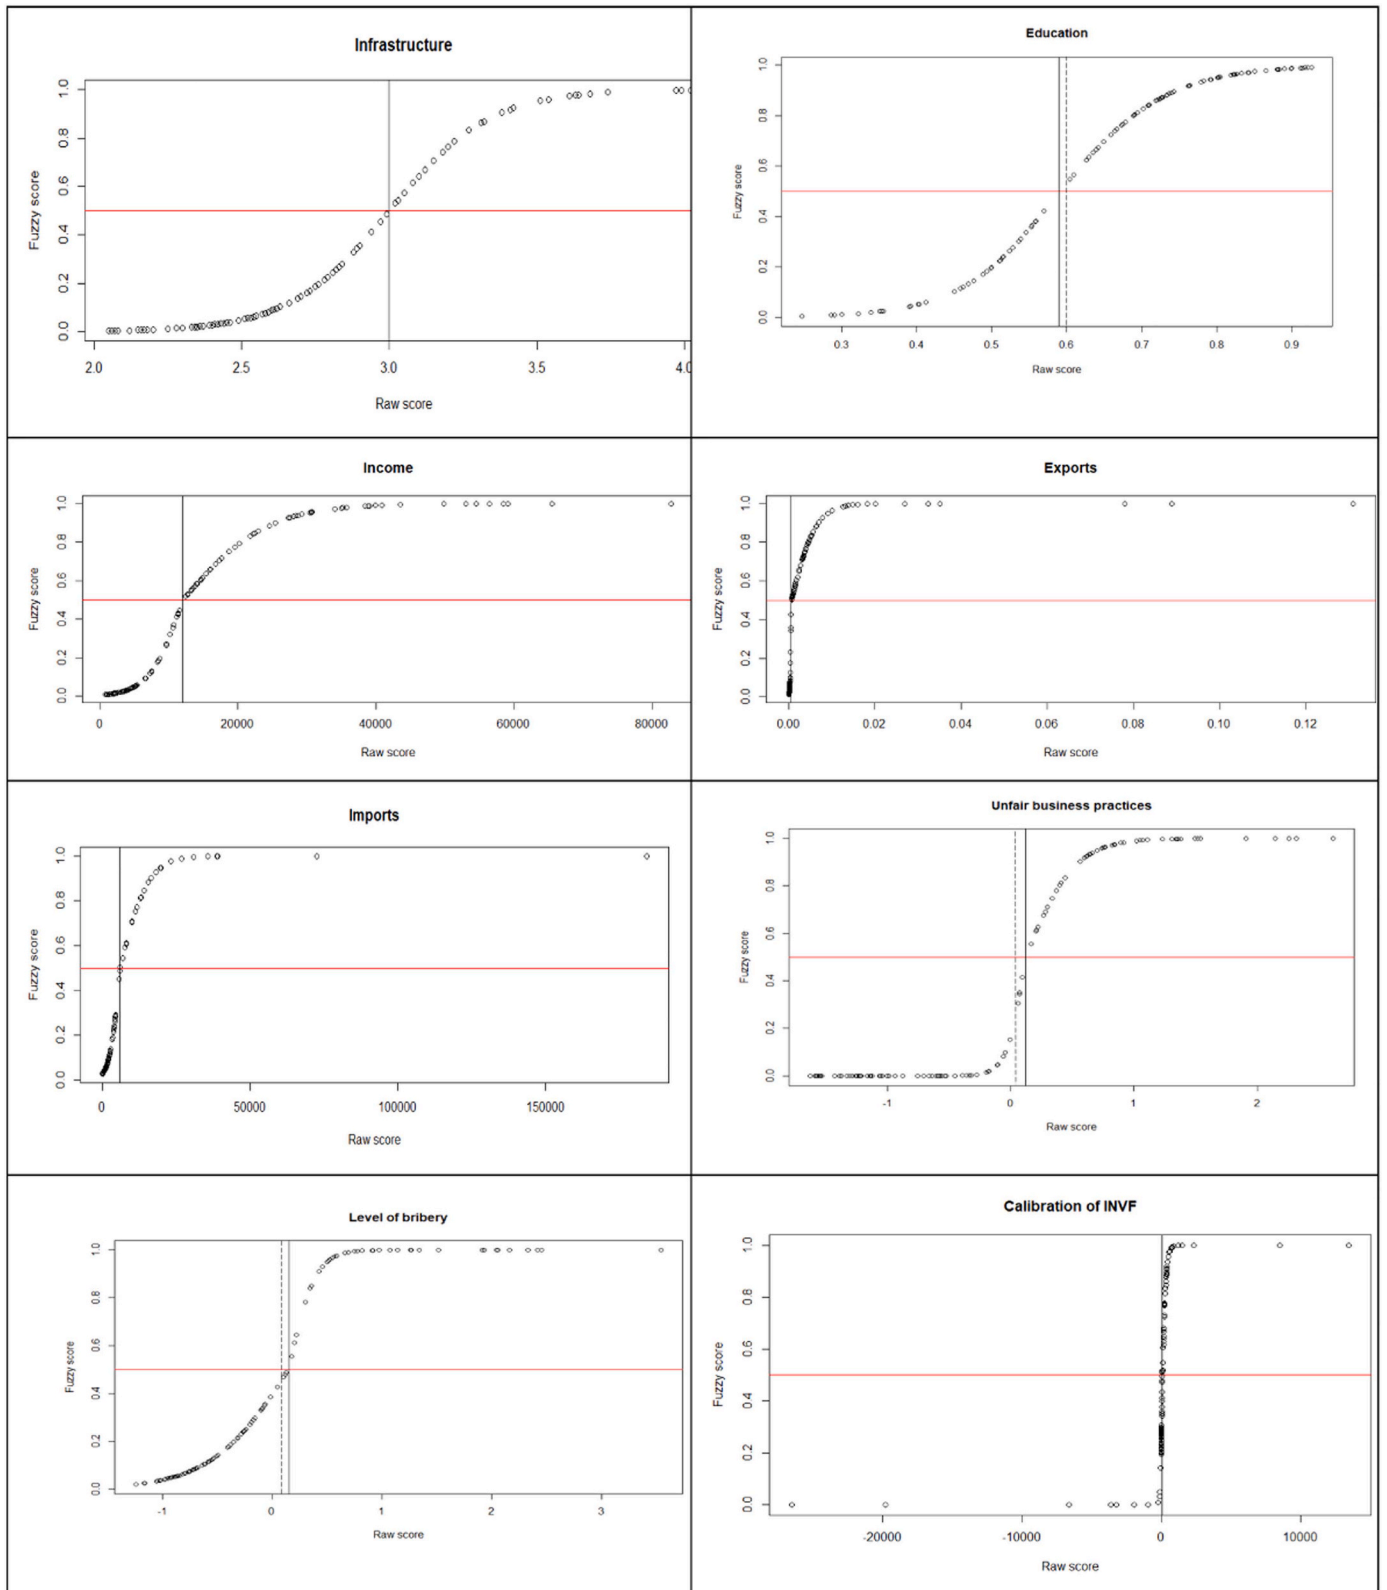 Infrastructure
Fuzzy score
0.0 0.2 0.4 0.6 0.8 1.0
2.0 2.5 3.0 3.5 4.0
Raw score
Education
Fuzzy score
0.0 0.2 0.4 0.6 0.8 1.0
0.3 0.4 0.5 0.6 0.7 0.8 0.9
Raw score
Income
Fuzzy score
0.0 0.2 0.4 0.6 0.8 1.0
0 20000 40000 60000 80000
Raw score
Exports
Fuzzy score
0.0 0.2 0.4 0.6 0.8 1.0
0.00 0.02 0.04 0.06 0.08 0.10 0.12
Raw score
Imports
Fuzzy score
0.0 0.2 0.4 0.6 0.8 1.0
0 50000 100000 150000
Raw score
Unfair business practices
Fuzzy score
0.0 0.2 0.4 0.6 0.8 1.0
-1 0 1 2
Raw score
Level of bribery
Fuzzy score
0.0 0.2 0.4 0.6 0.8 1.0
-1 0 1 2 3
Raw score
Calibration of INVF
Fuzzy score
0.0 0.2 0.4 0.6 0.8 1.0
-20000 -10000 0 10000
Raw score